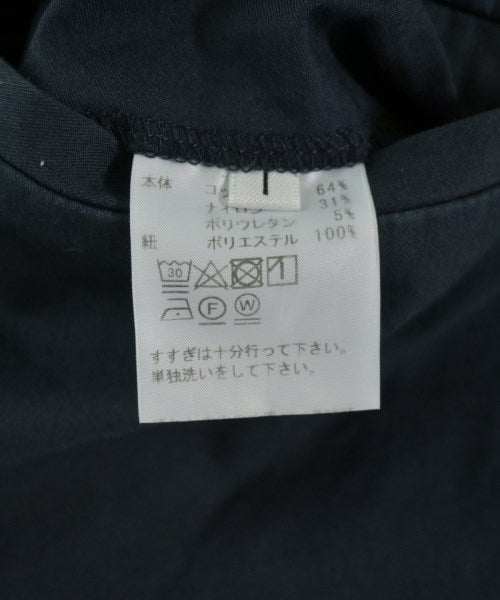 本体 64%
31%
ポリウレタン 5%
紐 ポリエステル 100%
30
F W
すすぎは十分行って下さい。
単独洗いをして下さい。